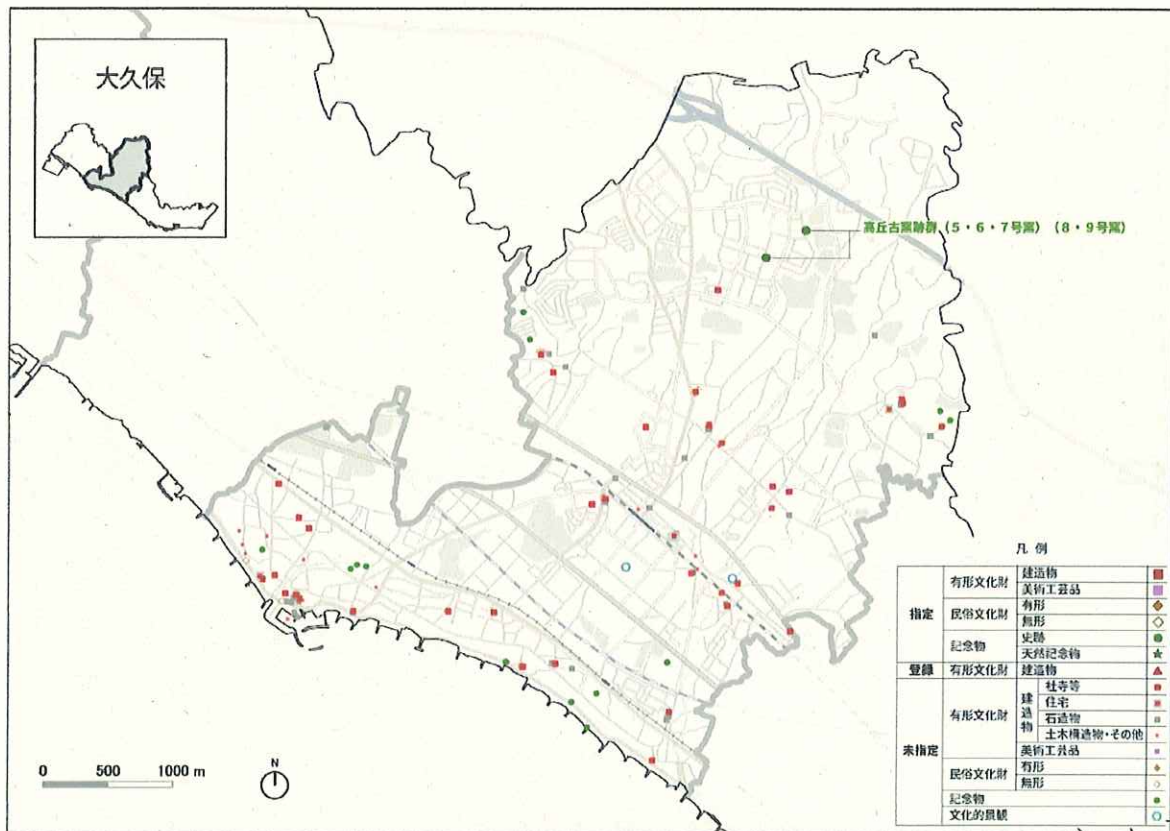 大久保
高丘古窯跡群（5・6・7号窯）（8・9号窯）
0 500 1000 m
N
凡 例
指定 有形文化財 建造物
美術工芸品
民俗文化財 有形
無形
記念物 史跡
天然記念物
登録 有形文化財 建造物
未指定 有形文化財 建造物 社寺等
住宅
石造物
土木構造物・その他
美術工芸品
民俗文化財 有形
無形
記念物
文化的景観